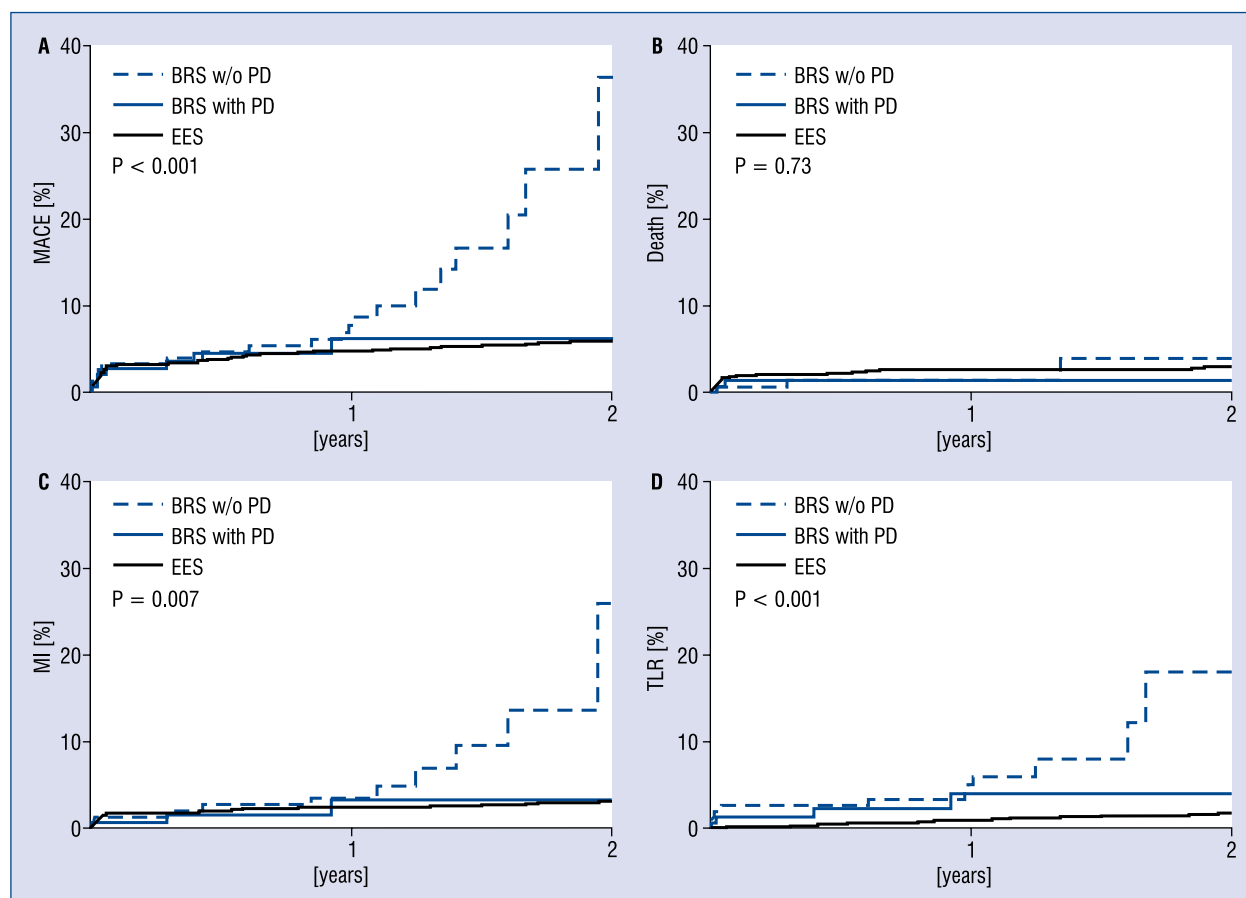 A
40
30
20
10
0
MACE [%]
BRS w/o PD
BRS with PD
EES
P < 0.001
1
2
[years]
B
40
30
20
10
0
Death [%]
BRS w/o PD
BRS with PD
EES
P = 0.73
1
2
[years]
C
40
30
20
10
0
MI [%]
BRS w/o PD
BRS with PD
EES
P = 0.007
1
2
[years]
D
40
30
20
10
0
TLR [%]
BRS w/o PD
BRS with PD
EES
P < 0.001
1
2
[years]